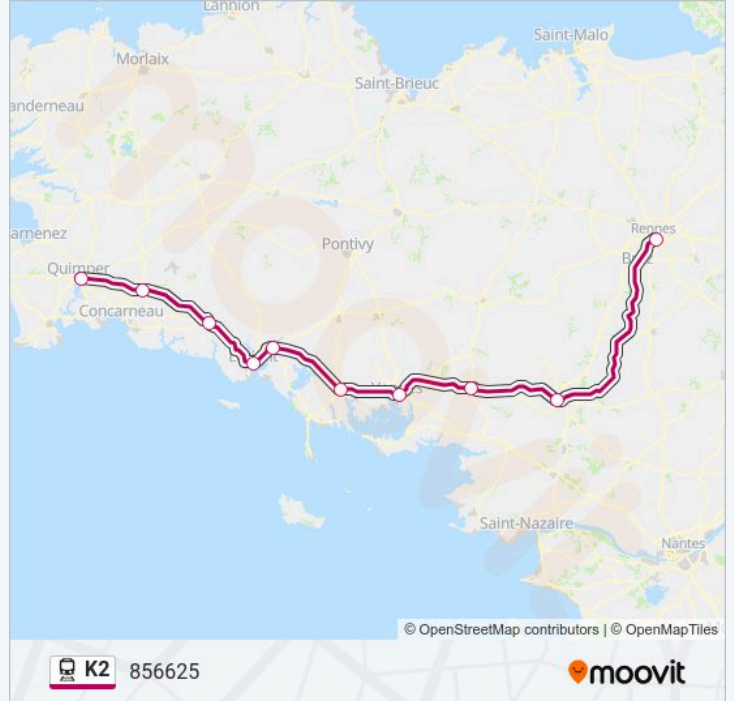 Lannion
Saint-Malo
Morlaix
Saint-Brieuc
anderneau
Rennes
arnenez
Pontivy
Quimper
Concarneau
Saint-Nazaire
Nantes
© OpenStreetMap contributors | © OpenMapTiles
K2 856625
moovit